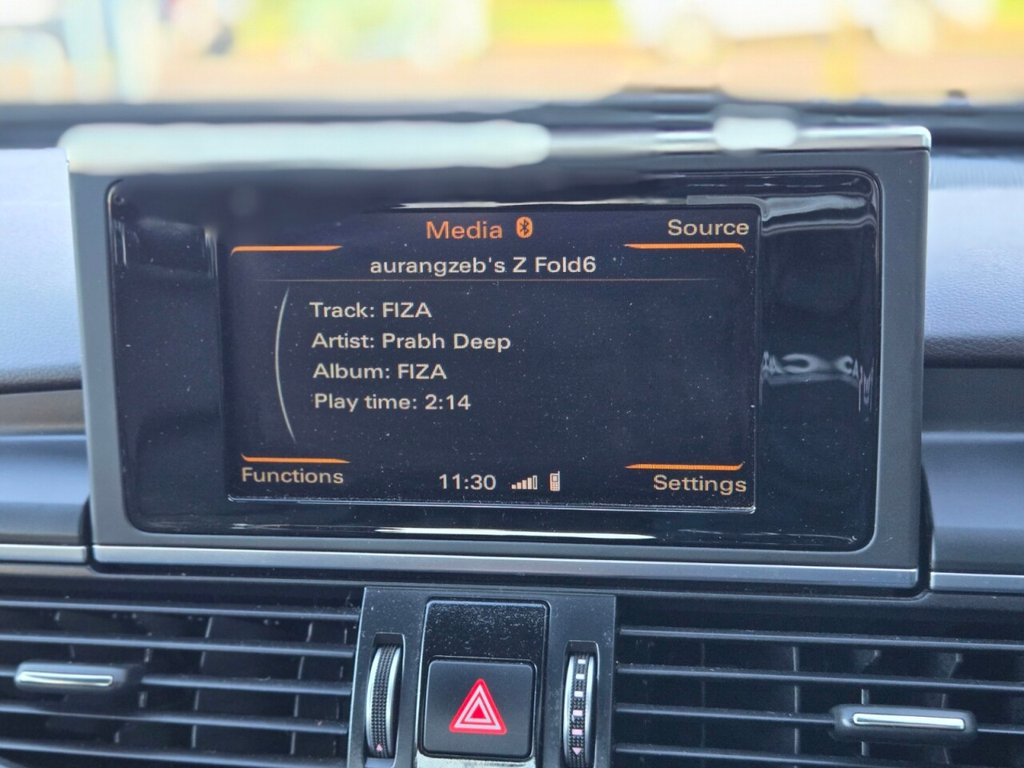 Media
Source
aurangzeb's Z Fold6
Track: FIZA
Artist: Prabh Deep
Album: FIZA
Play time: 2:14
Functions
11:30
Settings